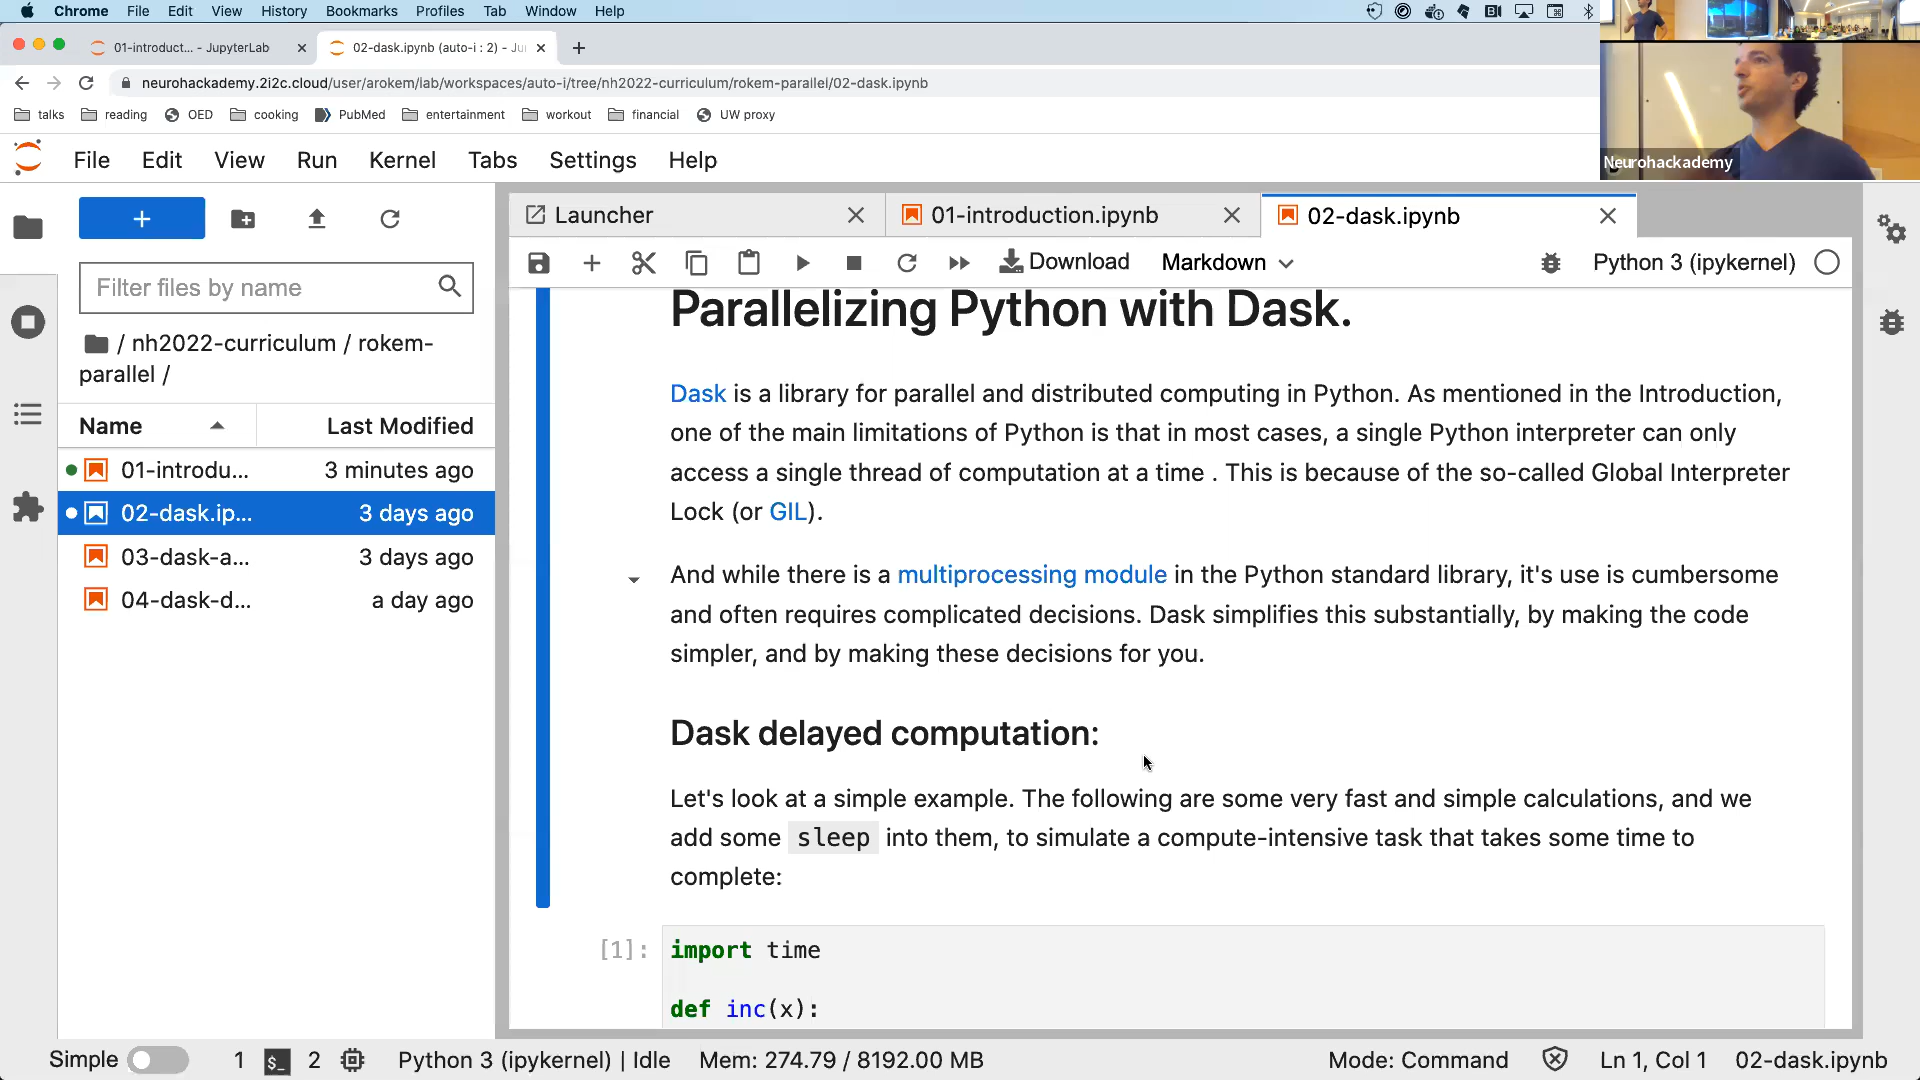 Chrome File Edit View History Bookmarks Profiles Tab Window Help
01-introduct... - JupyterLab
02-dask.ipynb (auto-i : 2) - Ju
neurohackademy.2i2c.cloud/user/arokem/lab/workspaces/auto-i/tree/nh2022-curriculum/rokem-parallel/02-dask.ipynb
talks reading OED cooking PubMed entertainment workout financial UW proxy
Neurohackademy
File Edit View Run Kernel Tabs Settings Help
Launcher 01-introduction.ipynb 02-dask.ipynb
Download Markdown Python 3 (ipykernel)
Filter files by name
/ nh2022-curriculum / rokem-
parallel /
Name Last Modified
01-introdu... 3 minutes ago
02-dask.ip... 3 days ago
03-dask-a... 3 days ago
04-dask-d... a day ago
Parallelizing Python with Dask.
Dask is a library for parallel and distributed computing in Python. As mentioned in the Introduction,
one of the main limitations of Python is that in most cases, a single Python interpreter can only
access a single thread of computation at a time . This is because of the so-called Global Interpreter
Lock (or GIL).
And while there is a multiprocessing module in the Python standard library, it's use is cumbersome
and often requires complicated decisions. Dask simplifies this substantially, by making the code
simpler, and by making these decisions for you.
Dask delayed computation:
Let's look at a simple example. The following are some very fast and simple calculations, and we
add some sleep into them, to simulate a compute-intensive task that takes some time to
complete:
[1]: import time
def inc(x):
Simple 1 $_ 2 Python 3 (ipykernel) | Idle Mem: 274.79 / 8192.00 MB Mode: Command Ln 1, Col 1 02-dask.ipynb